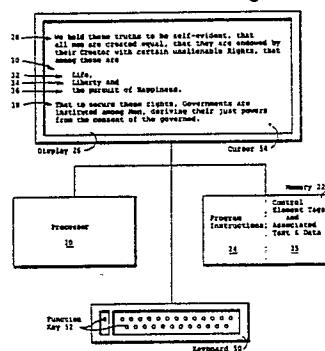 28
We hold these truths to be self-evident, that
all men are created equal, that they are endowed by
their Creator with certain unalienable Rights, that
among these are
30
32 Life,
34 Liberty and
36 the pursuit of Happiness.
38
That to secure these rights, Governments are
instituted among Men, deriving their just powers
from the consent of the governed.
Display 26
Cursor 54
Memory 22
Processor
20
Program
Instructions
24
Control
Element Tags
and
Associated
Text & Data
25
Function
Key 52
Keyboard 50